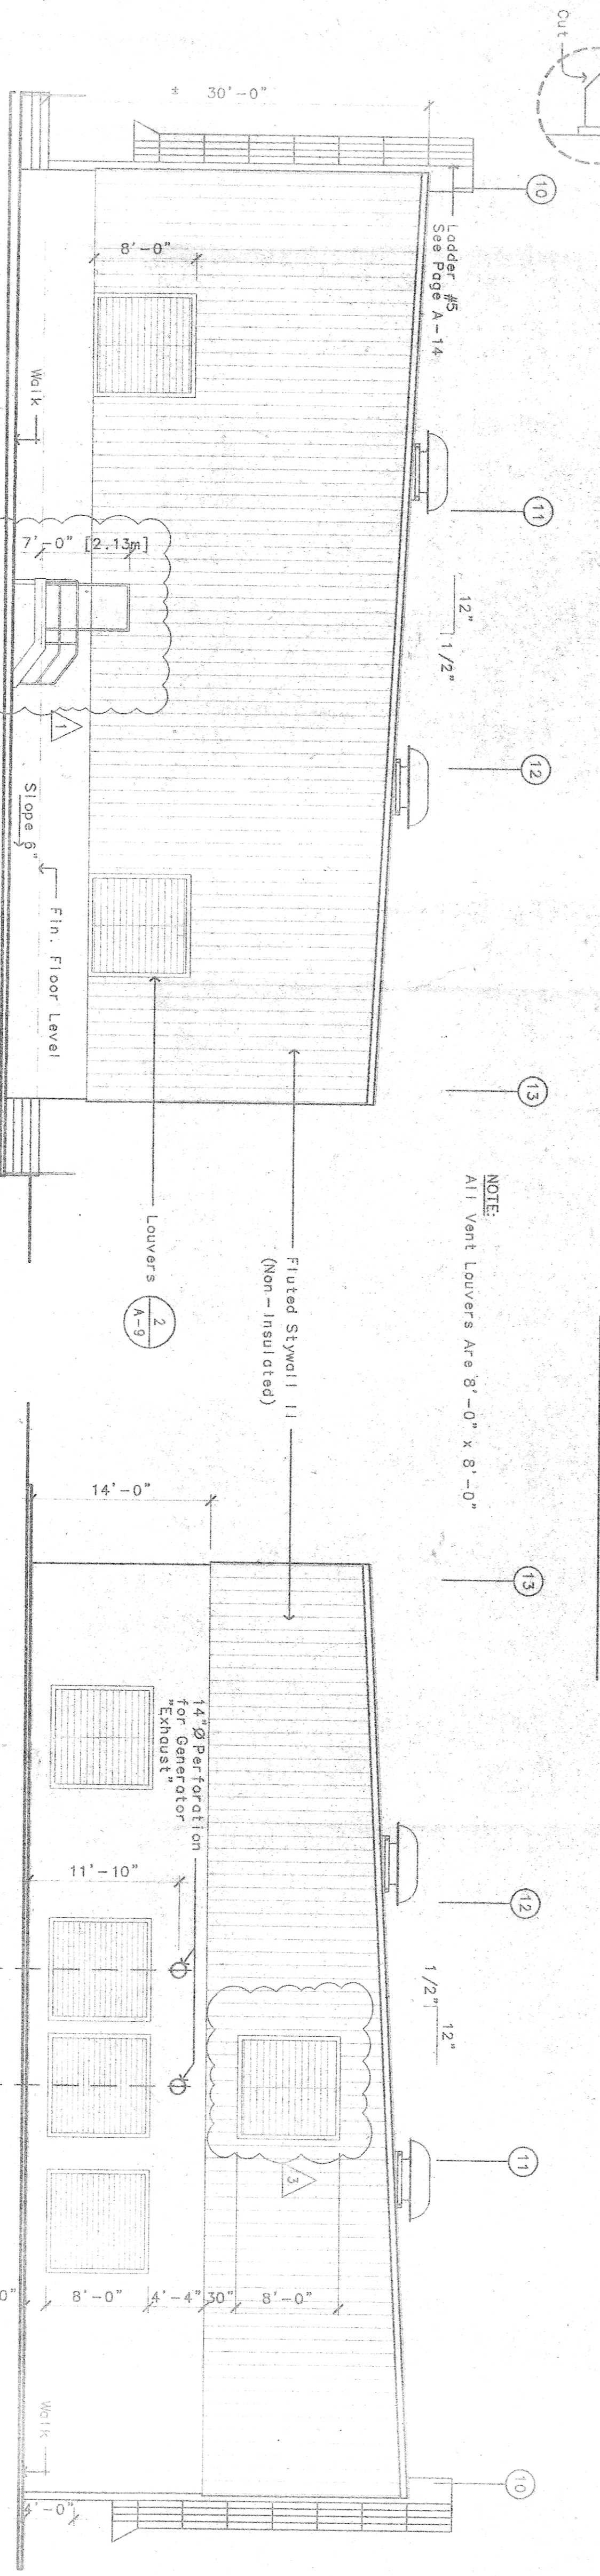 Cut
± 30'-0"
10
Ladder #5
See Page A-14
8'-0"
Walk
11
7'-0" [2.13m]
12"
1/2"
1
12
Slope 6"
Fin. Floor Level
13
NOTE:
All Vent Louvers Are 8'-0" x 8'-0"
Louvers
2
A-9
Fluted Stywall II
(Non-Insulated)
14'-0"
13
14"Ø Perforation
for Generator
"Exhaust"
11'-10"
12
1/2"
12"
3
11
0"
8'-0"
4'-4"
30"
8'-0"
Walk
10
4'-0"